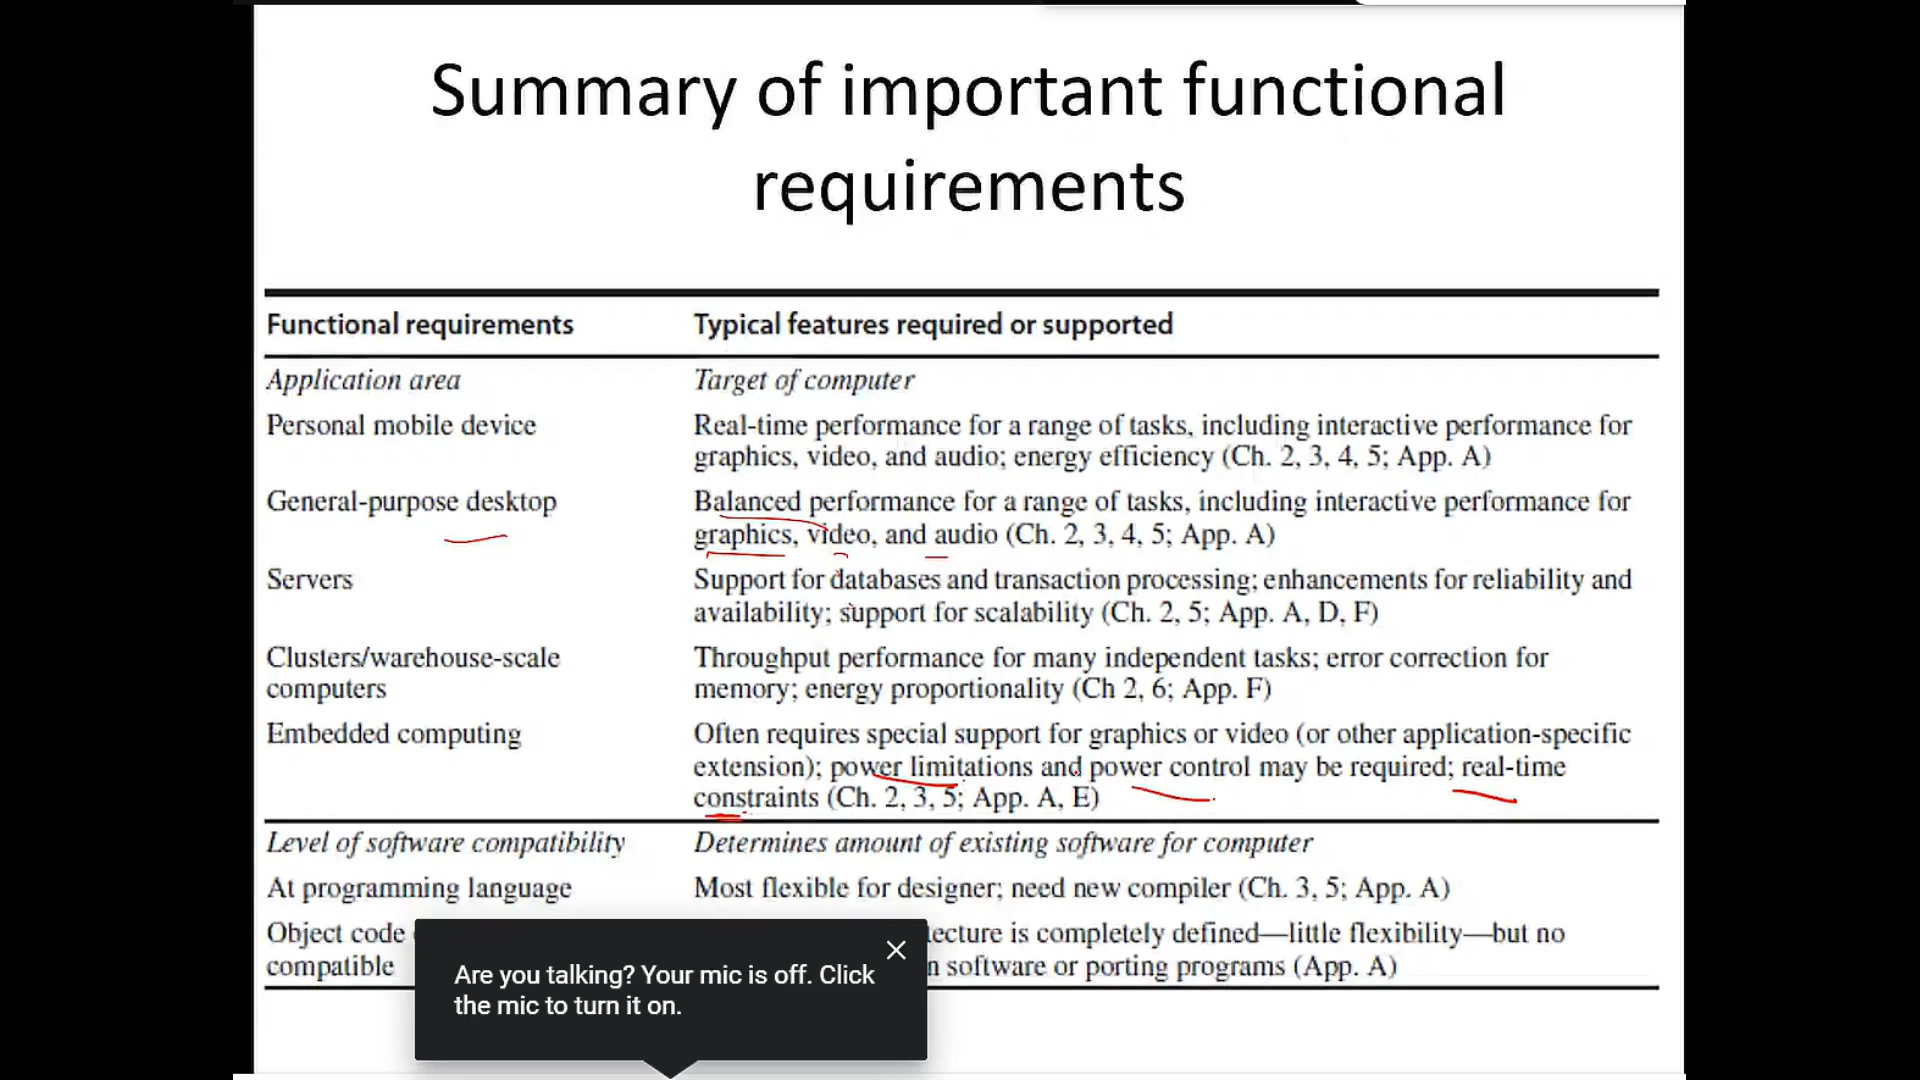 Summary of important functional
requirements
Functional requirements Typical features required or supported
Application area Target of computer
Personal mobile device Real-time performance for a range of tasks, including interactive performance for
graphics, video, and audio; energy efficiency (Ch. 2, 3, 4, 5; App. A)
General-purpose desktop Balanced performance for a range of tasks, including interactive performance for
graphics, video, and audio (Ch. 2, 3, 4, 5; App. A)
Servers Support for databases and transaction processing; enhancements for reliability and
availability; support for scalability (Ch. 2, 5; App. A, D, F)
Clusters/warehouse-scale Throughput performance for many independent tasks; error correction for
computers memory; energy proportionality (Ch 2, 6; App. F)
Embedded computing Often requires special support for graphics or video (or other application-specific
extension); power limitations and power control may be required; real-time
constraints (Ch. 2, 3, 5; App. A, E)
Level of software compatibility Determines amount of existing software for computer
At programming language Most flexible for designer; need new compiler (Ch. 3, 5; App. A)
Object code is completely defined—little flexibility—but no
compatible software or porting programs (App. A)
Are you talking? Your mic is off. Click
the mic to turn it on.